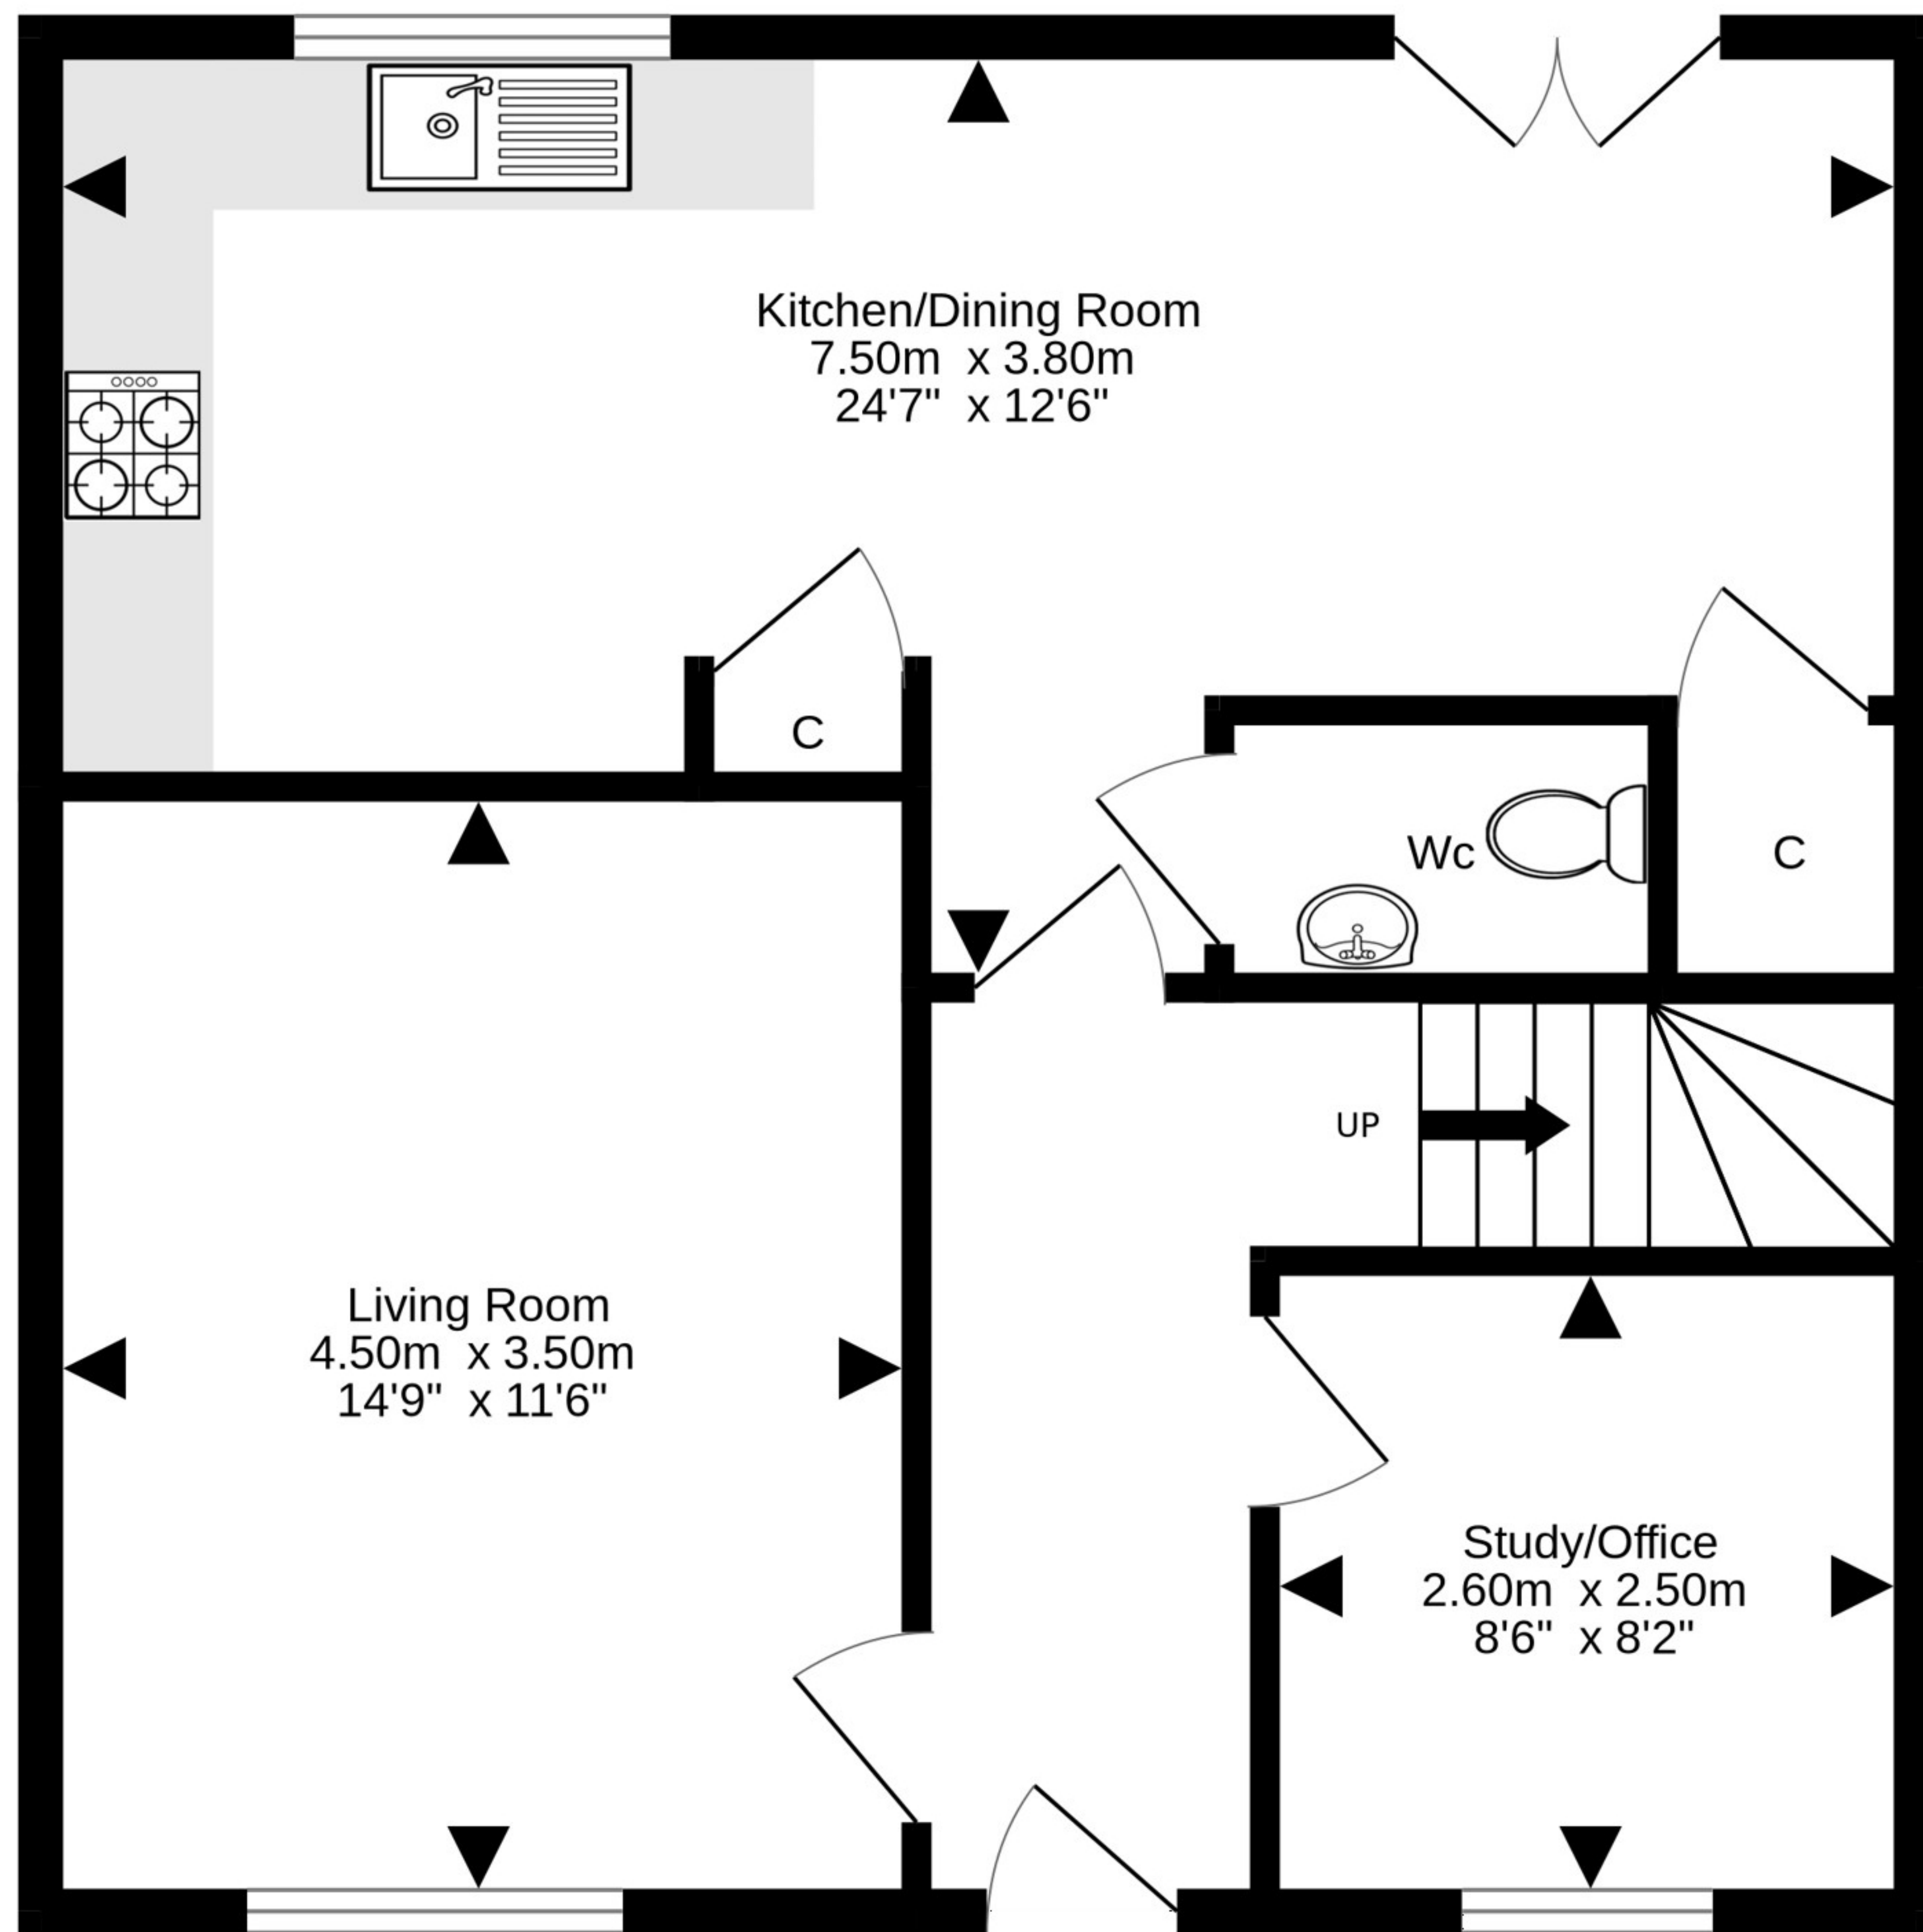 Kitchen/Dining Room
7.50m x 3.80m
24'7" x 12'6"
C
Wc
C
UP
Living Room
4.50m x 3.50m
14'9" x 11'6"
Study/Office
2.60m x 2.50m
8'6" x 8'2"